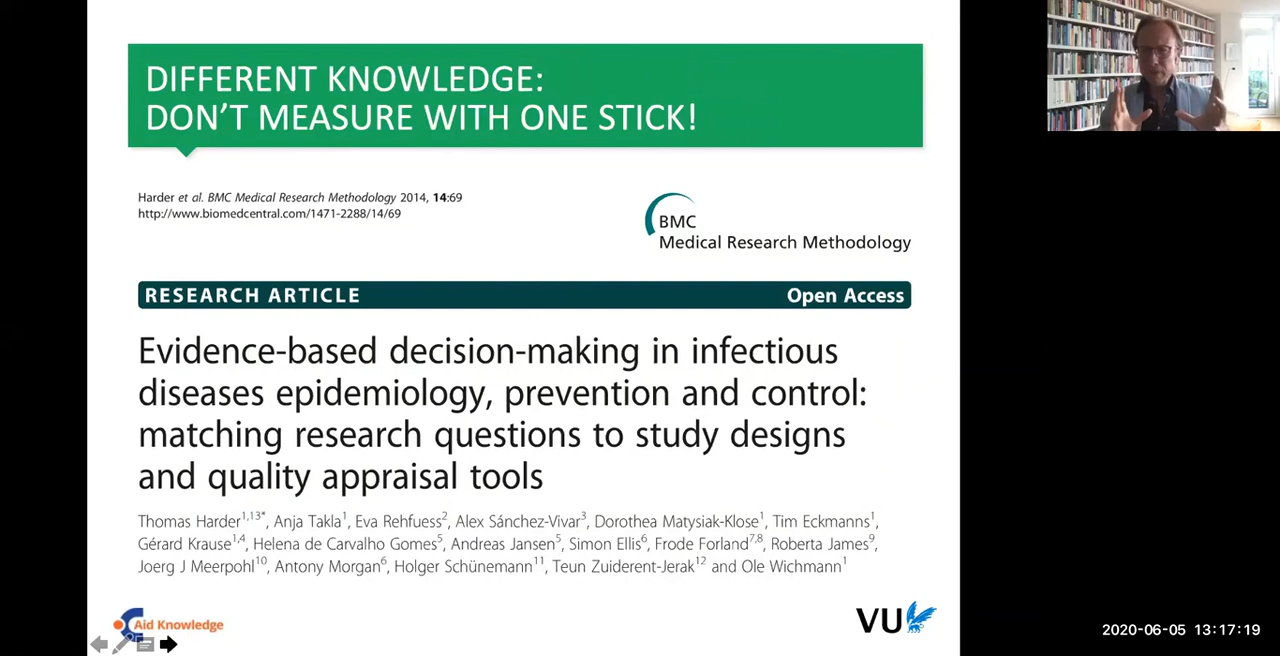 DIFFERENT KNOWLEDGE:
DON'T MEASURE WITH ONE STICK!
Harder et al. BMC Medical Research Methodology 2014, 14:69
http://www.biomedcentral.com/1471-2288/14/69
BMC
Medical Research Methodology
RESEARCH ARTICLE
Open Access
Evidence-based decision-making in infectious
diseases epidemiology, prevention and control:
matching research questions to study designs
and quality appraisal tools
Thomas Harder1,13*, Anja Takla1, Eva Rehfuess2, Alex Sánchez-Vivar3, Dorothea Matysiak-Klose1, Tim Eckmanns1,
Gérard Krause1,4, Helena de Carvalho Gomes5, Andreas Jansen5, Simon Ellis6, Frode Forland7,8, Roberta James9,
Joerg J Meerpohl10, Antony Morgan6, Holger Schünemann11, Teun Zuiderent-Jerak12 and Ole Wichmann1
Aid Knowledge
VU
2020-06-05 13:17:19